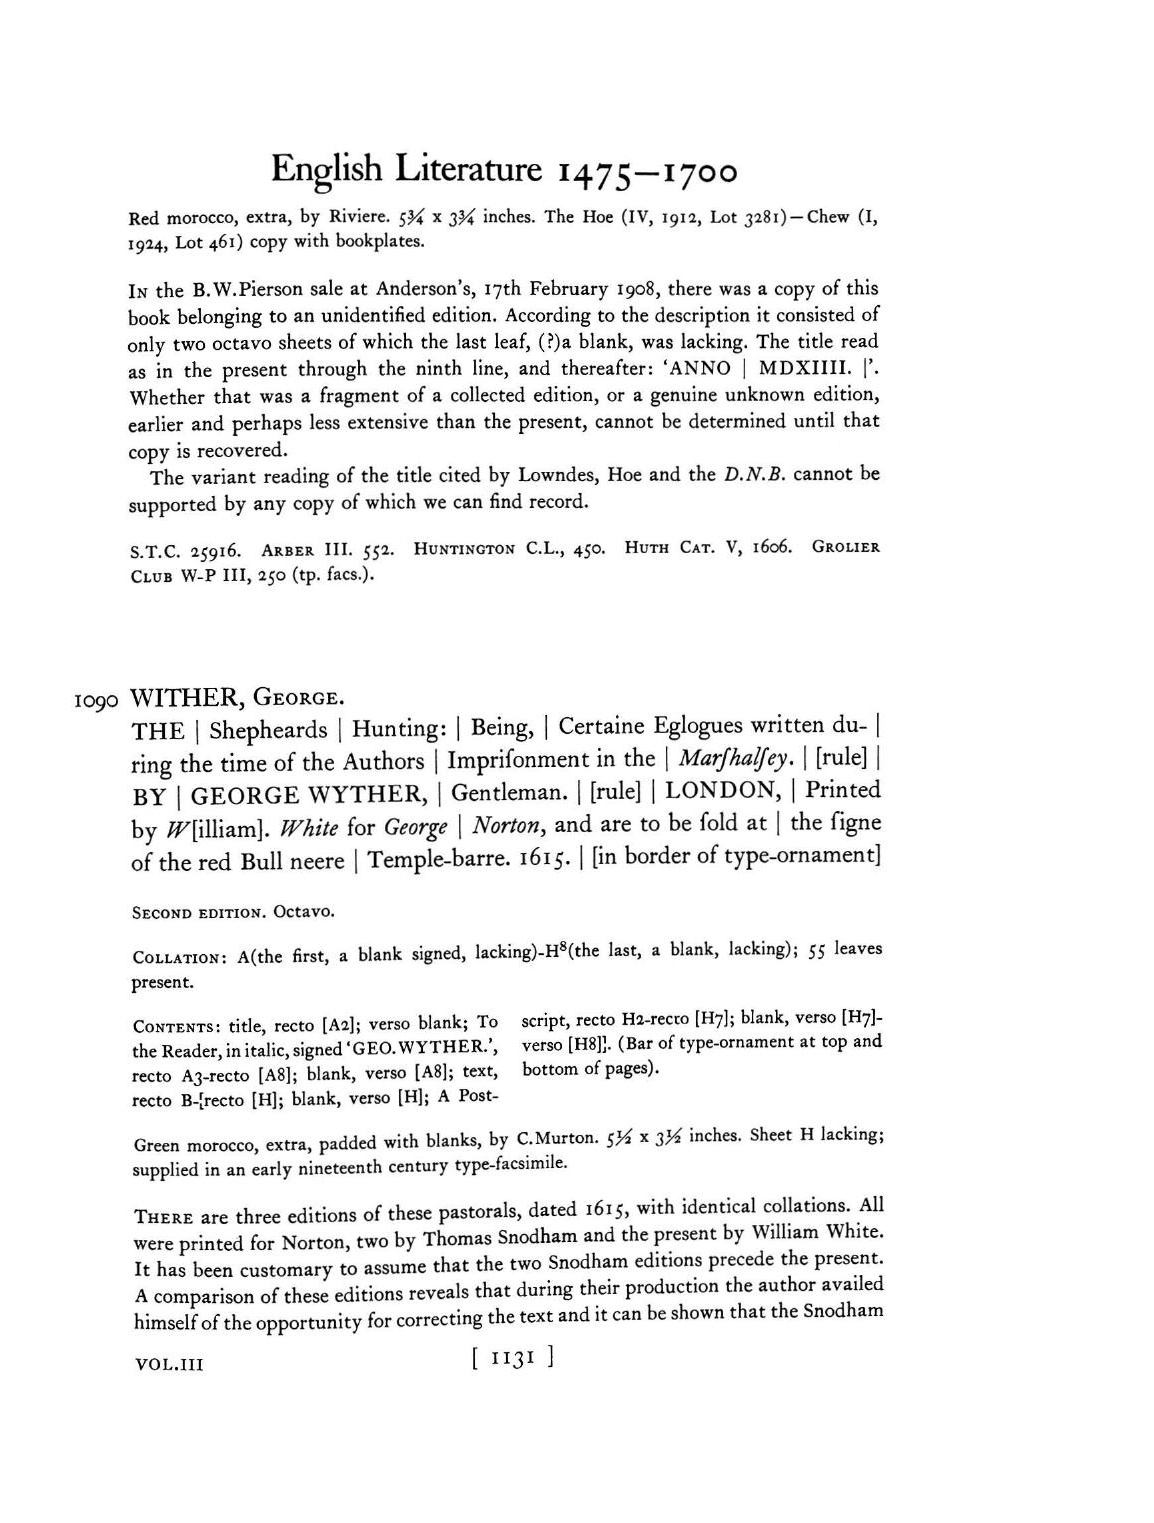 English Literature 1475—1700
Red morocco, extra, by Riviere. 5¾ x 3¾ inches. The Hoe (IV, 1912, Lot 3281)—Chew (I,
1924, Lot 461) copy with bookplates.
In the B.W.Pierson sale at Anderson's, 17th February 1908, there was a copy of this
book belonging to an unidentified edition. According to the description it consisted of
only two octavo sheets of which the last leaf, (?)a blank, was lacking. The title read
as in the present through the ninth line, and thereafter: ‘ANNO | MDXIIII. |’.
Whether that was a fragment of a collected edition, or a genuine unknown edition,
earlier and perhaps less extensive than the present, cannot be determined until that
copy is recovered.
The variant reading of the title cited by Lowndes, Hoe and the D.N.B. cannot be
supported by any copy of which we can find record.
S.T.C. 25916. Arber III. 552. Huntington C.L., 450. Huth Cat. V, 1606. Grolier
Club W-P III, 250 (tp. facs.).
1090 WITHER, George.
THE | Shepheards | Hunting: | Being, | Certaine Eglogues written du- |
ring the time of the Authors | Impriſonment in the | Marſhalſey. | [rule] |
BY | GEORGE WYTHER, | Gentleman. | [rule] | LONDON, | Printed
by W[illiam]. White for George | Norton, and are to be ſold at | the ſigne
of the red Bull neere | Temple-barre. 1615. | [in border of type-ornament]
Second edition. Octavo.
Collation: A(the first, a blank signed, lacking)-H⁸(the last, a blank, lacking); 55 leaves
present.
Contents: title, recto [A2]; verso blank; To
the Reader, in italic, signed ‘GEO.WYTHER.’,
recto A3-recto [A8]; blank, verso [A8]; text,
recto B-[recto [H]; blank, verso [H]; A Post-
script, recto H2-recto [H7]; blank, verso [H7]-
verso [H8]]. (Bar of type-ornament at top and
bottom of pages).
Green morocco, extra, padded with blanks, by C.Murton. 5½ x 3½ inches. Sheet H lacking;
supplied in an early nineteenth century type-facsimile.
There are three editions of these pastorals, dated 1615, with identical collations. All
were printed for Norton, two by Thomas Snodham and the present by William White.
It has been customary to assume that the two Snodham editions precede the present.
A comparison of these editions reveals that during their production the author availed
himself of the opportunity for correcting the text and it can be shown that the Snodham
VOL.III
[ 1131 ]